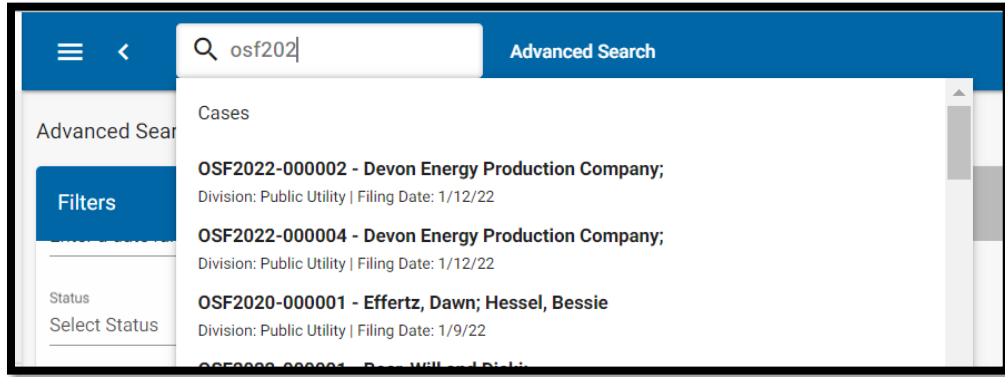 osf202
Advanced Search
Cases
Advanced Sear
OSF2022-000002 - Devon Energy Production Company;
Division: Public Utility | Filing Date: 1/12/22
Filters
OSF2022-000004 - Devon Energy Production Company;
Division: Public Utility | Filing Date: 1/12/22
Status
OSF2020-000001 - Effertz, Dawn; Hessel, Bessie
Select Status
Division: Public Utility | Filing Date: 1/9/22